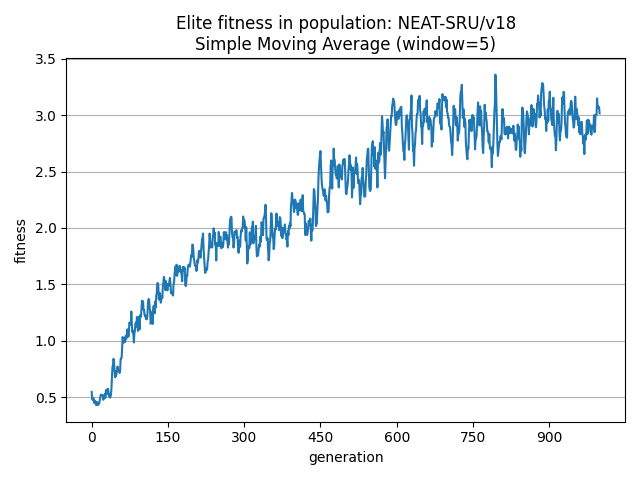 Elite fitness in population: NEAT-SRU/v18
Simple Moving Average (window=5)
3.5
3.0
2.5
2.0
1.5
1.0
0.5
fitness
0 150 300 450 600 750 900
generation